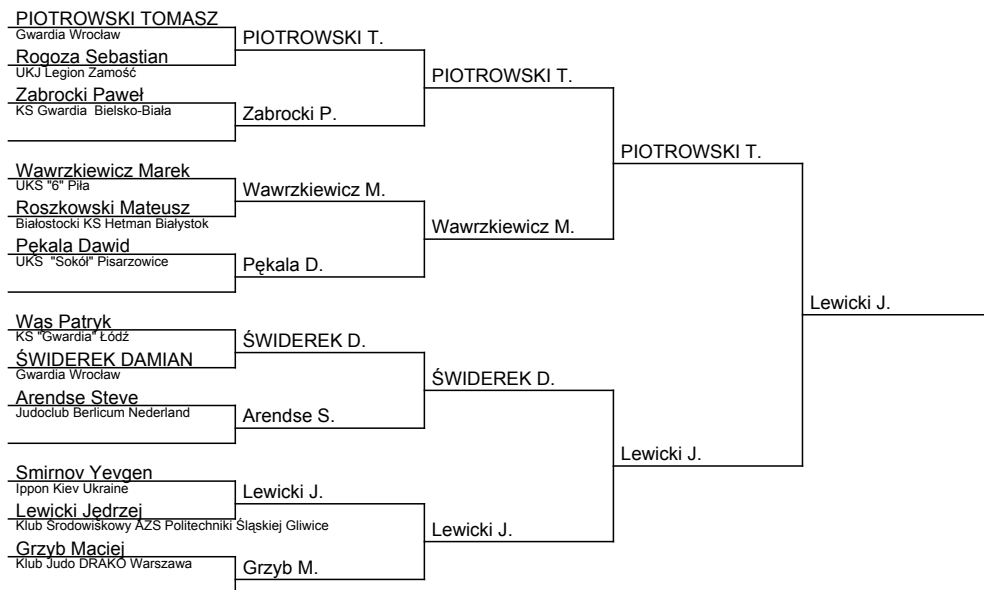 PIOTROWSKI TOMASZ
Gwardia Wrocław
PIOTROWSKI T.
Rogoza Sebastian
UKJ Legion Zamość
PIOTROWSKI T.
Zabrocki Paweł
KS Gwardia Bielsko-Biała
Zabrocki P.
PIOTROWSKI T.
Wawrzkiewicz Marek
UKS "6" Piła
Wawrzkiewicz M.
Roszkowski Mateusz
Białostocki KS Hetman Białystok
Wawrzkiewicz M.
Pękala Dawid
UKS "Sokół" Pisarzowice
Pękala D.
Lewicki J.
Wąs Patryk
KS "Gwardia" Łódź
ŚWIDEREK D.
ŚWIDEREK DAMIAN
Gwardia Wrocław
ŚWIDEREK D.
Arendse Steve
Judoclub Berlicum Nederland
Arendse S.
Lewicki J.
Smirnov Yevgen
Ippon Kiev Ukraine
Lewicki J.
Lewicki Jędrzej
Klub Środowiskowy AZS Politechniki Śląskiej Gliwice
Lewicki J.
Grzyb Maciej
Klub Judo DRAKO Warszawa
Grzyb M.